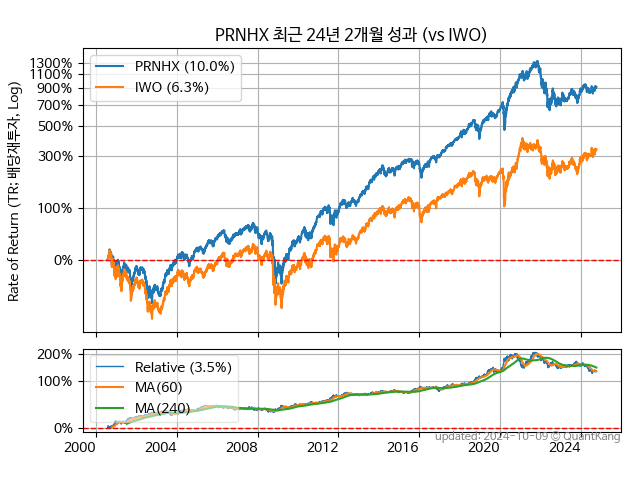 PRNHX 최근 24년 2개월 성과 (vs IWO)
Rate of Return (TR; 배당재투자, Log)
1300%
1100%
900%
700%
500%
300%
100%
0%
PRNHX (10.0%)
IWO (6.3%)
200%
100%
0%
Relative (3.5%)
MA(60)
MA(240)
2000 2004 2008 2012 2016 2020 2024
updated: 2024-10-09 © QuantKang